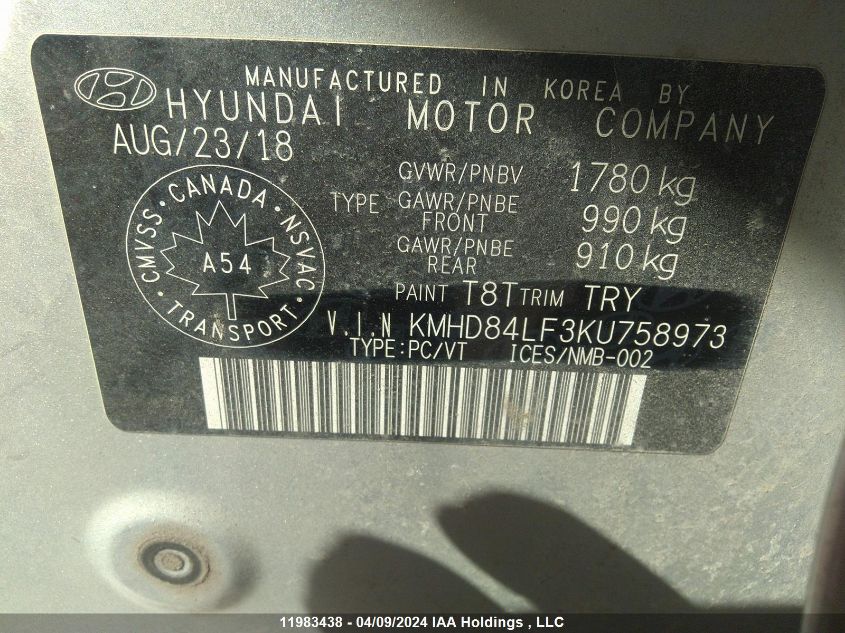 MANUFACTURED IN KOREA BY
HYUNDAI MOTOR COMPANY
AUG/23/18
GVWR/PNBV 1780 kg
TYPE GAWR/PNBE FRONT 990 kg
GAWR/PNBE REAR 910 kg
CMVSS · CANADA · NSVAC · TRANSPORT ·
A54
PAINT T8T TRIM TRY
V.I.N KMHD84LF3KU758973
TYPE:PC/VT ICES/NMB-002
11983438 - 04/09/2024 IAA Holdings , LLC